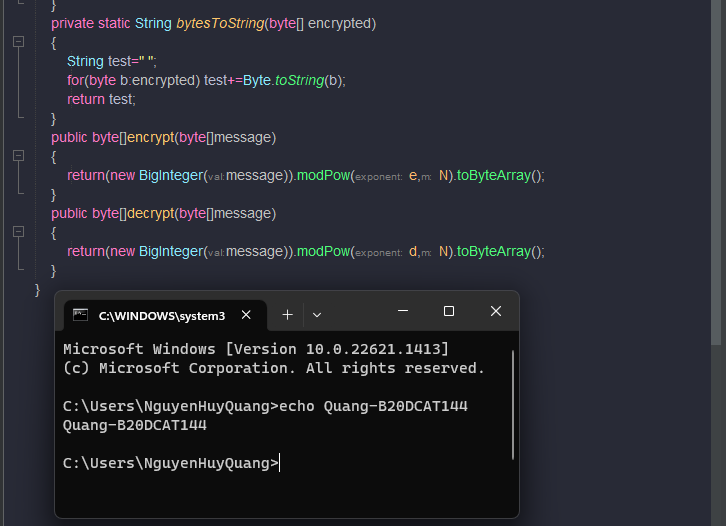 }
private static String bytesToString(byte[] encrypted)
{
String test=" ";
for(byte b:encrypted) test+=Byte.toString(b);
return test;
}
public byte[]encrypt(byte[]message)
{
return(new BigInteger(val:message)).modPow(exponent: e,m: N).toByteArray();
}
public byte[]decrypt(byte[]message)
{
return(new BigInteger(val:message)).modPow(exponent: d,m: N).toByteArray();
}
}
C:\WINDOWS\system3
Microsoft Windows [Version 10.0.22621.1413]
(c) Microsoft Corporation. All rights reserved.
C:\Users\NguyenHuyQuang>echo Quang-B20DCAT144
Quang-B20DCAT144
C:\Users\NguyenHuyQuang>